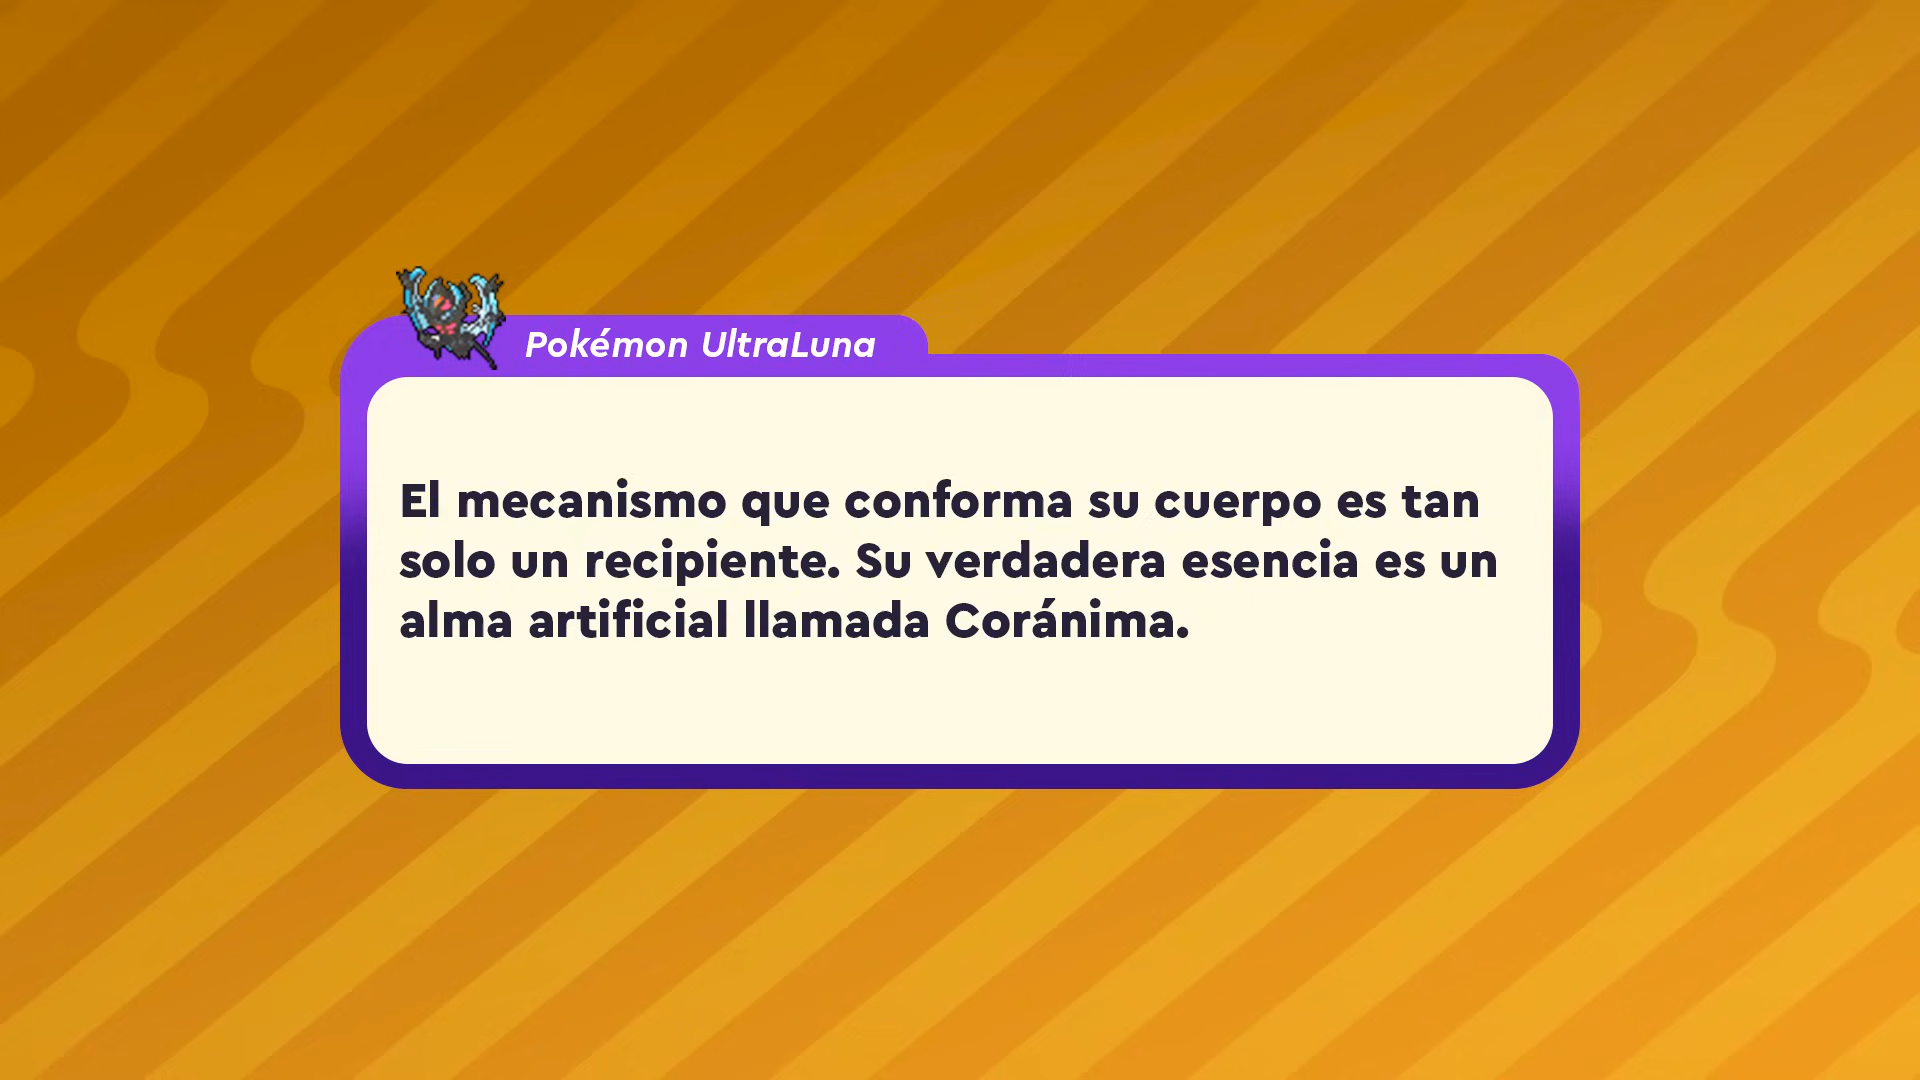 Pokémon UltraLuna
El mecanismo que conforma su cuerpo es tan
solo un recipiente. Su verdadera esencia es un
alma artificial llamada Coránima.